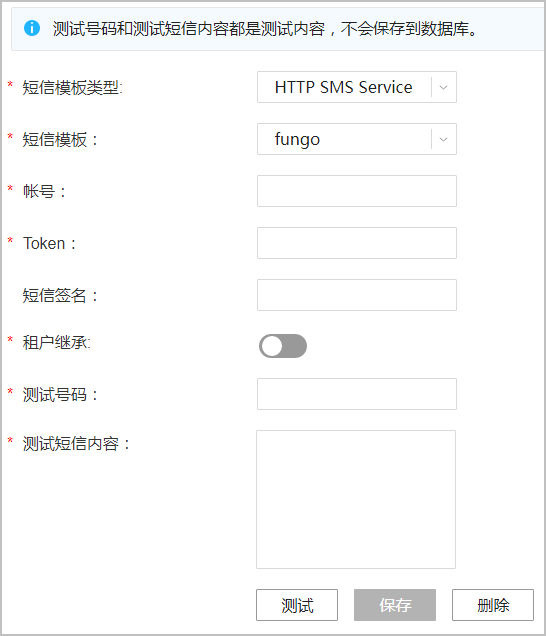 测试号码和测试短信内容都是测试内容，不会保存到数据库。
* 短信模板类型: HTTP SMS Service
* 短信模板： fungo
* 帐号：
* Token：
短信签名：
* 租户继承:
* 测试号码：
* 测试短信内容：
测试 保存 删除